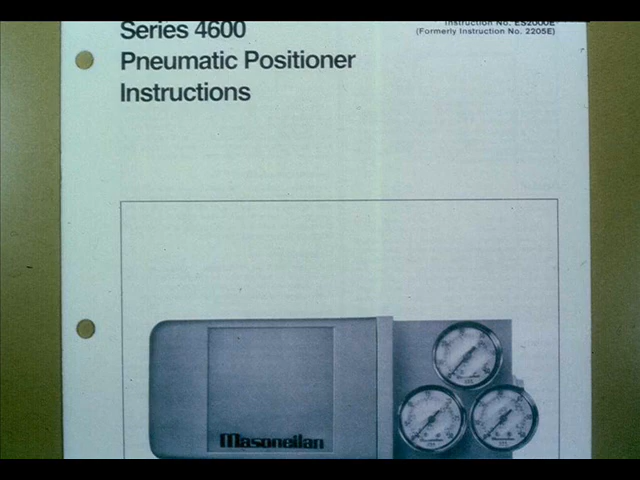 Series 4600
Instruction No. ES2000E
(Formerly Instruction No. 2205E)
Pneumatic Positioner
Instructions
Masoneilan